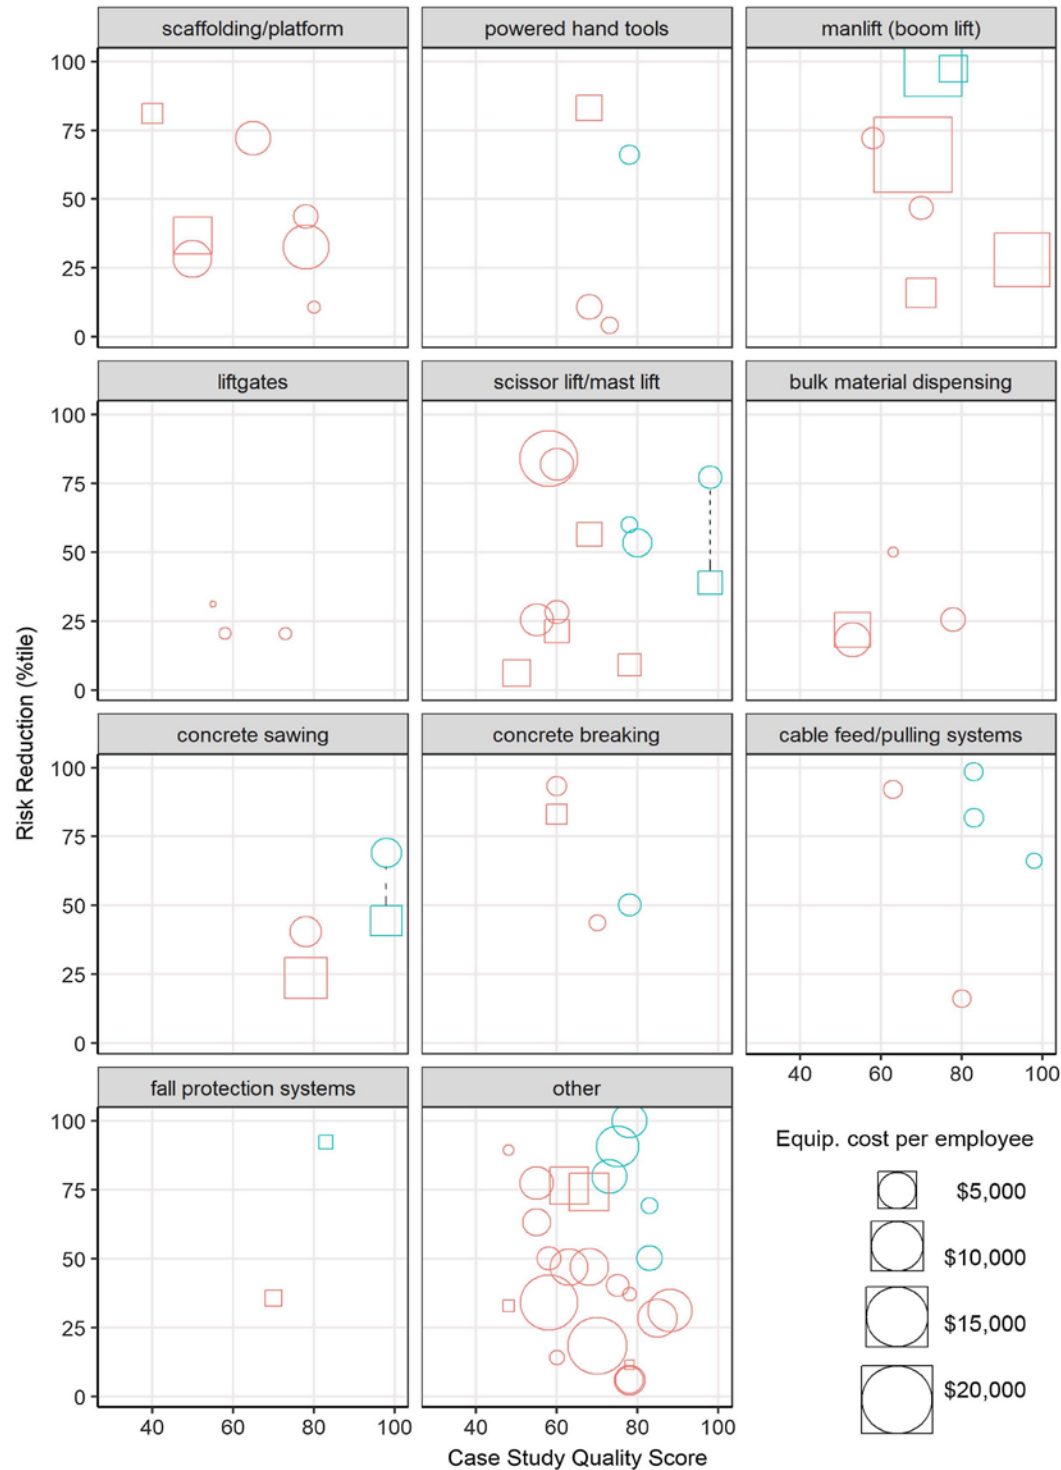 scaffolding/platform powered hand tools manlift (boom lift)
100
75
50
25
0
liftgates scissor lift/mast lift bulk material dispensing
100
75
50
25
0
Risk Reduction (%tile)
concrete sawing concrete breaking cable feed/pulling systems
100
75
50
25
0
40 60 80 100
fall protection systems other
100
75
50
25
0
40 60 80 100 40 60 80 100
Case Study Quality Score
Equip. cost per employee
$5,000
$10,000
$15,000
$20,000